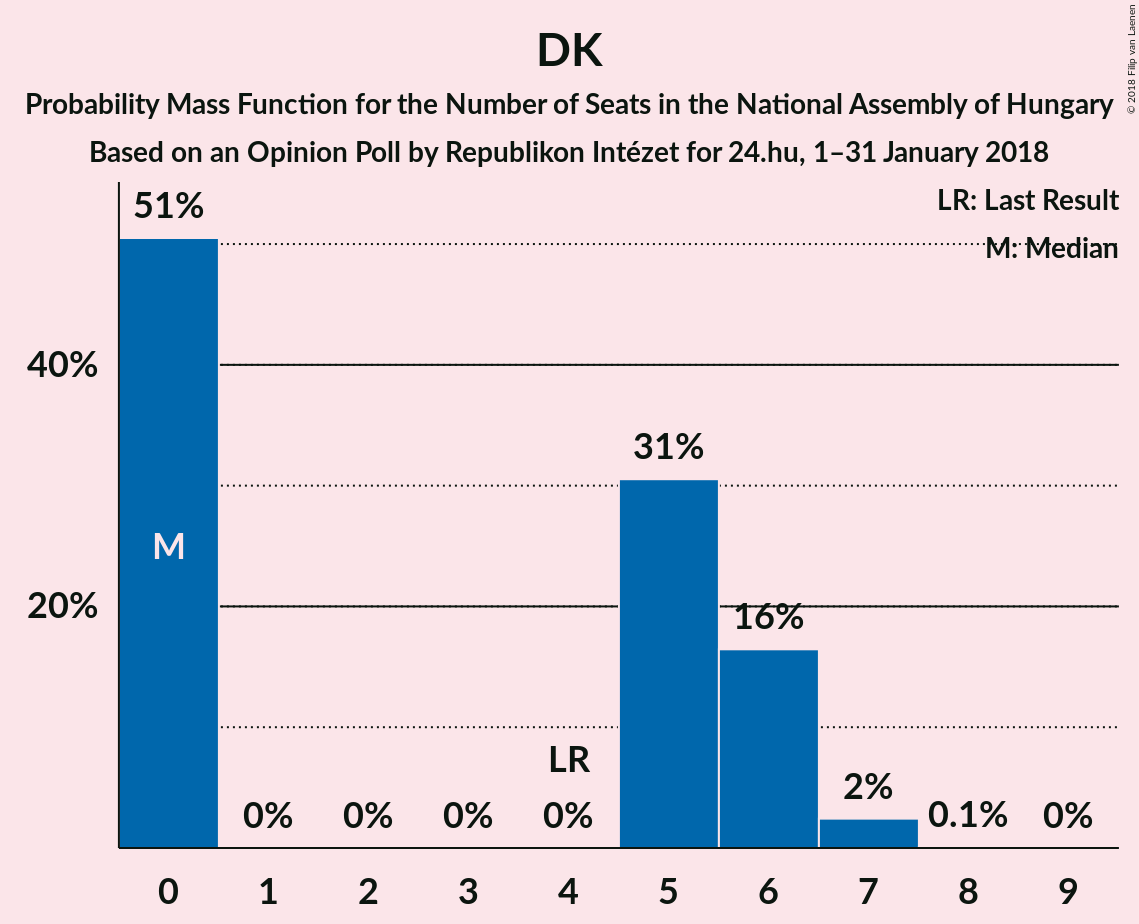 DK
Probability Mass Function for the Number of Seats in the National Assembly of Hungary
Based on an Opinion Poll by Republikon Intézet for 24.hu, 1–31 January 2018
© 2018 Filip van Laenen
LR: Last Result
M: Median
51%
40%
31%
M
20%
16%
LR
2%
0% 0% 0% 0% 0.1% 0%
0 1 2 3 4 5 6 7 8 9